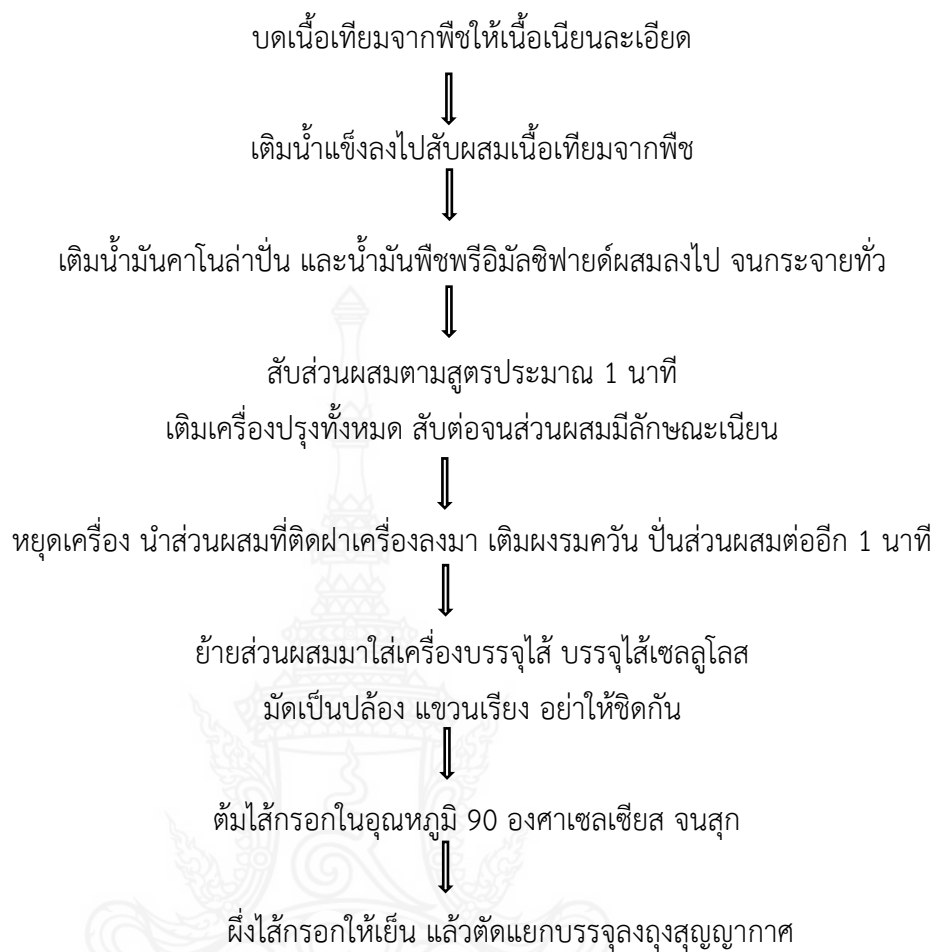 บดเนื้อเทียมจากพืชให้เนื้อเนียนละเอียด
เติมน้ำแข็งลงไปสับผสมเนื้อเทียมจากพืช
เติมน้ำมันคาโนล่าปั่น และน้ำมันพืชพรีอิมัลซิฟายด์ผสมลงไป จนกระจายทั่ว
สับส่วนผสมตามสูตรประมาณ 1 นาที
เติมเครื่องปรุงทั้งหมด สับต่อจนส่วนผสมมีลักษณะเนียน
หยุดเครื่อง นำส่วนผสมที่ติดฝาเครื่องลงมา เติมผงรมควัน ปั่นส่วนผสมต่ออีก 1 นาที
ย้ายส่วนผสมมาใส่เครื่องบรรจุไส้ บรรจุไส้เซลลูโลส
มัดเป็นปล้อง แขวนเรียง อย่าให้ชิดกัน
ต้มไส้กรอกในอุณหภูมิ 90 องศาเซลเซียส จนสุก
ผึ่งไส้กรอกให้เย็น แล้วตัดแยกบรรจุลงถุงสุญญากาศ